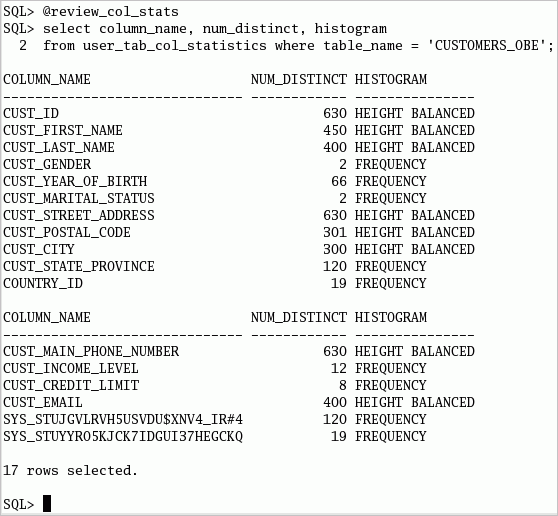 SQL> @review_col_stats
SQL> select column_name, num_distinct, histogram
  2  from user_tab_col_statistics where table_name = 'CUSTOMERS_OBE';

COLUMN_NAME                    NUM_DISTINCT HISTOGRAM
------------------------------ ------------ ---------------
CUST_ID                                 630 HEIGHT BALANCED
CUST_FIRST_NAME                         450 HEIGHT BALANCED
CUST_LAST_NAME                          400 HEIGHT BALANCED
CUST_GENDER                               2 FREQUENCY
CUST_YEAR_OF_BIRTH                       66 FREQUENCY
CUST_MARITAL_STATUS                       2 FREQUENCY
CUST_STREET_ADDRESS                     630 HEIGHT BALANCED
CUST_POSTAL_CODE                        301 HEIGHT BALANCED
CUST_CITY                               300 HEIGHT BALANCED
CUST_STATE_PROVINCE                     120 FREQUENCY
COUNTRY_ID                               19 FREQUENCY

COLUMN_NAME                    NUM_DISTINCT HISTOGRAM
------------------------------ ------------ ---------------
CUST_MAIN_PHONE_NUMBER                  630 HEIGHT BALANCED
CUST_INCOME_LEVEL                        12 FREQUENCY
CUST_CREDIT_LIMIT                         8 FREQUENCY
CUST_EMAIL                              400 HEIGHT BALANCED
SYS_STUJGVLRVH5USVDU$XNV4_IR#4          120 FREQUENCY
SYS_STUYYRO5KJCK7IDGUI37HEGCKQ           19 FREQUENCY

17 rows selected.

SQL>